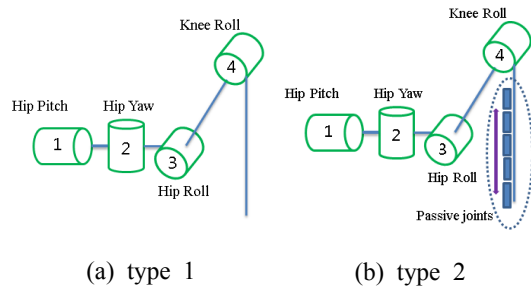 Knee Roll
4
Hip Pitch
Hip Yaw
1
2
3
Hip Roll
(a) type 1
Knee Roll
4
Hip Pitch
Hip Yaw
1
2
3
Hip Roll
Passive joints
(b) type 2